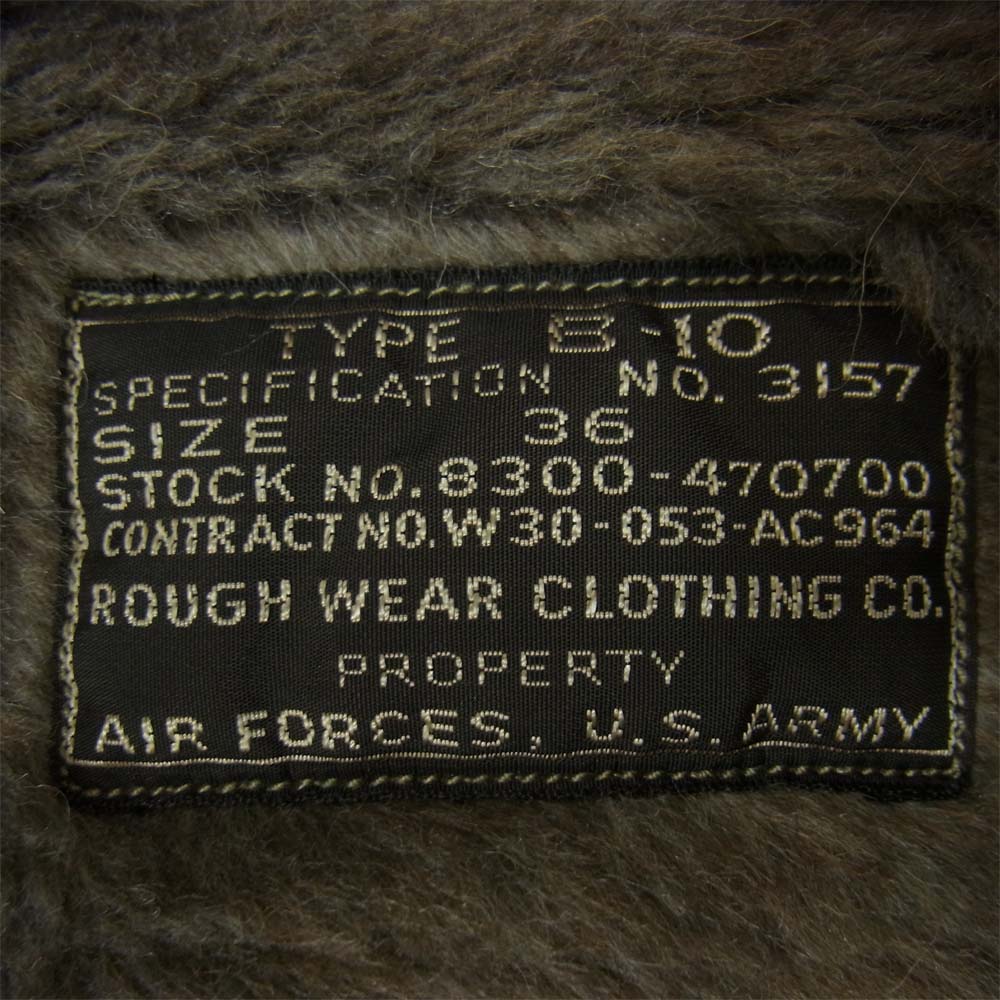 TYPE B-10
SPECIFICATION NO. 3157
SIZE 36
STOCK NO. 8300-470700
CONTRACT NO. W30-053-AC964
ROUGH WEAR CLOTHING CO.
PROPERTY
AIR FORCES, U.S. ARMY